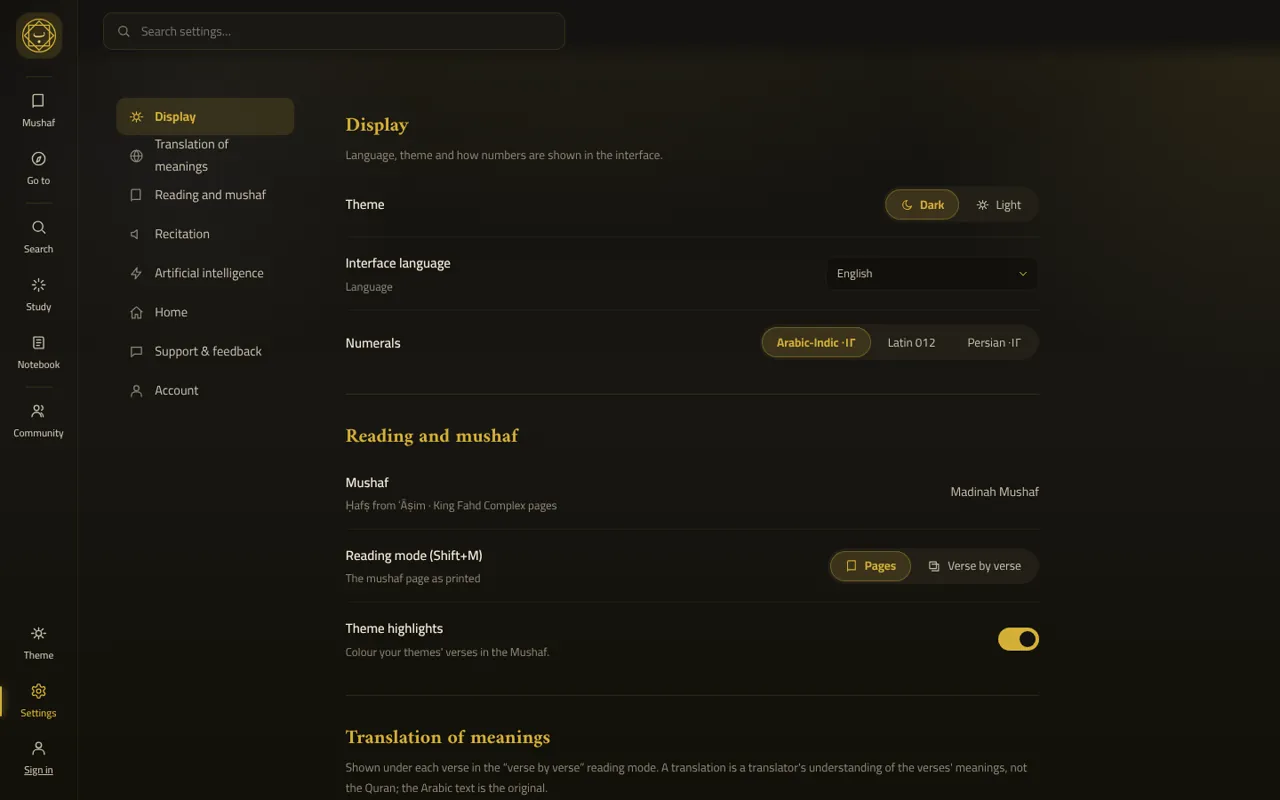 Search settings...
Mushaf
Go to
Search
Study
Notebook
Community
Theme
Settings
Sign in
Display
Translation of
meanings
Reading and mushaf
Recitation
Artificial intelligence
Home
Support & feedback
Account
Display
Language, theme and how numbers are shown in the interface.
Theme
Dark
Light
Interface language
Language
English
Numerals
Arabic-Indic ٠١٢
Latin 012
Persian ۰۱۲
Reading and mushaf
Mushaf
Ḥafṣ from ʿĀṣim · King Fahd Complex pages
Madinah Mushaf
Reading mode (Shift+M)
The mushaf page as printed
Pages
Verse by verse
Theme highlights
Colour your themes' verses in the Mushaf.
Translation of meanings
Shown under each verse in the “verse by verse” reading mode. A translation is a translator's understanding of the verses' meanings, not
the Quran; the Arabic text is the original.